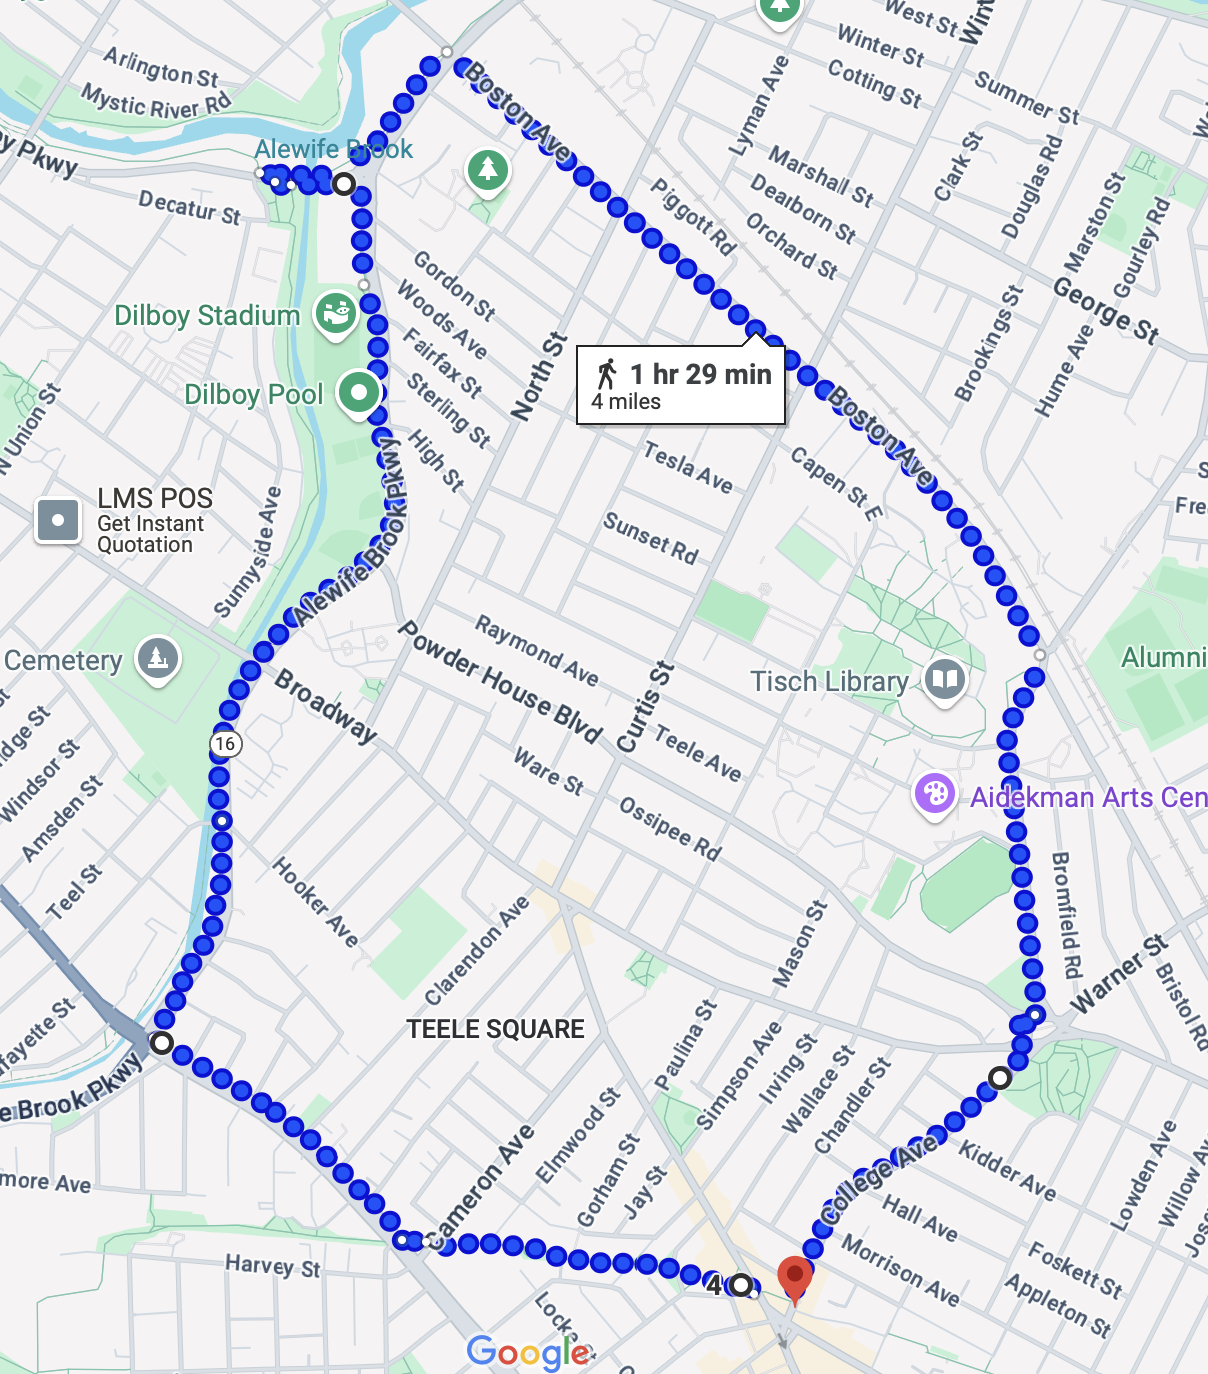 West St
Winter St
Cotting St
Summer St
Arlington St
Mystic River Rd
Lyman Ave
Boston Ave
Alewife Brook
Decatur St
Marshall St
Dearborn St
Orchard St
Piggott Rd
Clark St
Douglas Rd
Marston St
Gourley Rd
George St
Gordon St
Woods Ave
Fairfax St
Sterling St
High St
Dilboy Stadium
Dilboy Pool
North St
1 hr 29 min
4 miles
Brookings St
Hume Ave
Boston Ave
N Union St
LMS POS
Get Instant
Quotation
Sunnyside Ave
Alewife Brook Pkwy
Tesla Ave
Capen St E
Sunset Rd
Cemetery
Broadway
Powder House Blvd
Raymond Ave
Curtis St
Teele Ave
Tisch Library
Alumni
16
Windsor St
Amsden St
Teel St
Ware St
Ossipee Rd
Aidekman Arts Cen
Hooker Ave
Clarendon Ave
Mason St
Bromfield Rd
Warner St
Bristol Rd
TEELE SQUARE
Paulina St
Simpson Ave
Irving St
Wallace St
Chandler St
e Brook Pkwy
more Ave
Cameron Ave
Elmwood St
Gorham St
Jay St
College Ave
Kidder Ave
Hall Ave
Morrison Ave
Lowden Ave
Willow Av
Foskett St
Appleton St
Harvey St
4
Locke St
Google